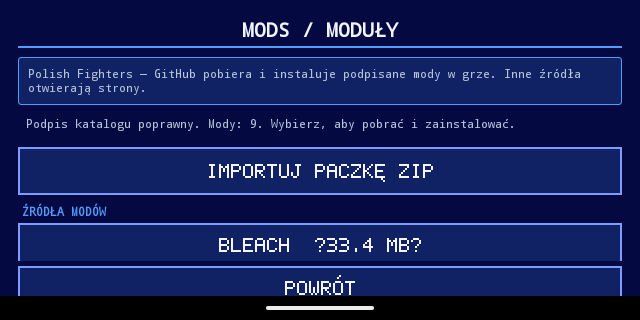 MODS / MODUŁY
Polish Fighters — GitHub pobiera i instaluje podpisane mody w grze. Inne źródła
otwierają strony.
Podpis katalogu poprawny. Mody: 9. Wybierz, aby pobrać i zainstalować.
IMPORTUJ PACZKĘ ZIP
ŹRÓDŁA MODÓW
BLEACH ?33.4 MB?
POWRÓT